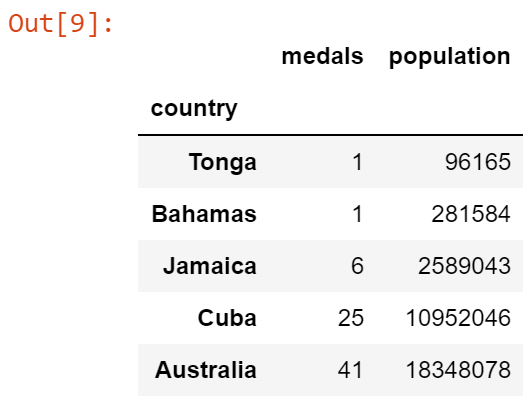 Out[9]:
medals population
country
Tonga 1 96165
Bahamas 1 281584
Jamaica 6 2589043
Cuba 25 10952046
Australia 41 18348078